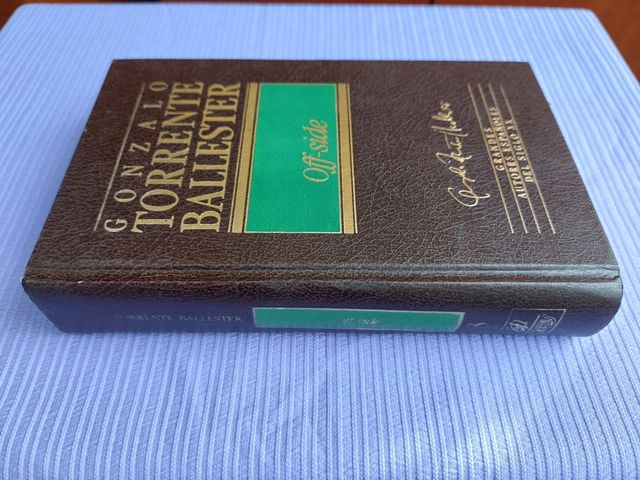 GONZALO
TORRENTE
BALLESTER
Off-side
GRANDES
AUTORES ESPAÑOLES
DEL SIGLO XX
TORRENTE BALLESTER
Off-side